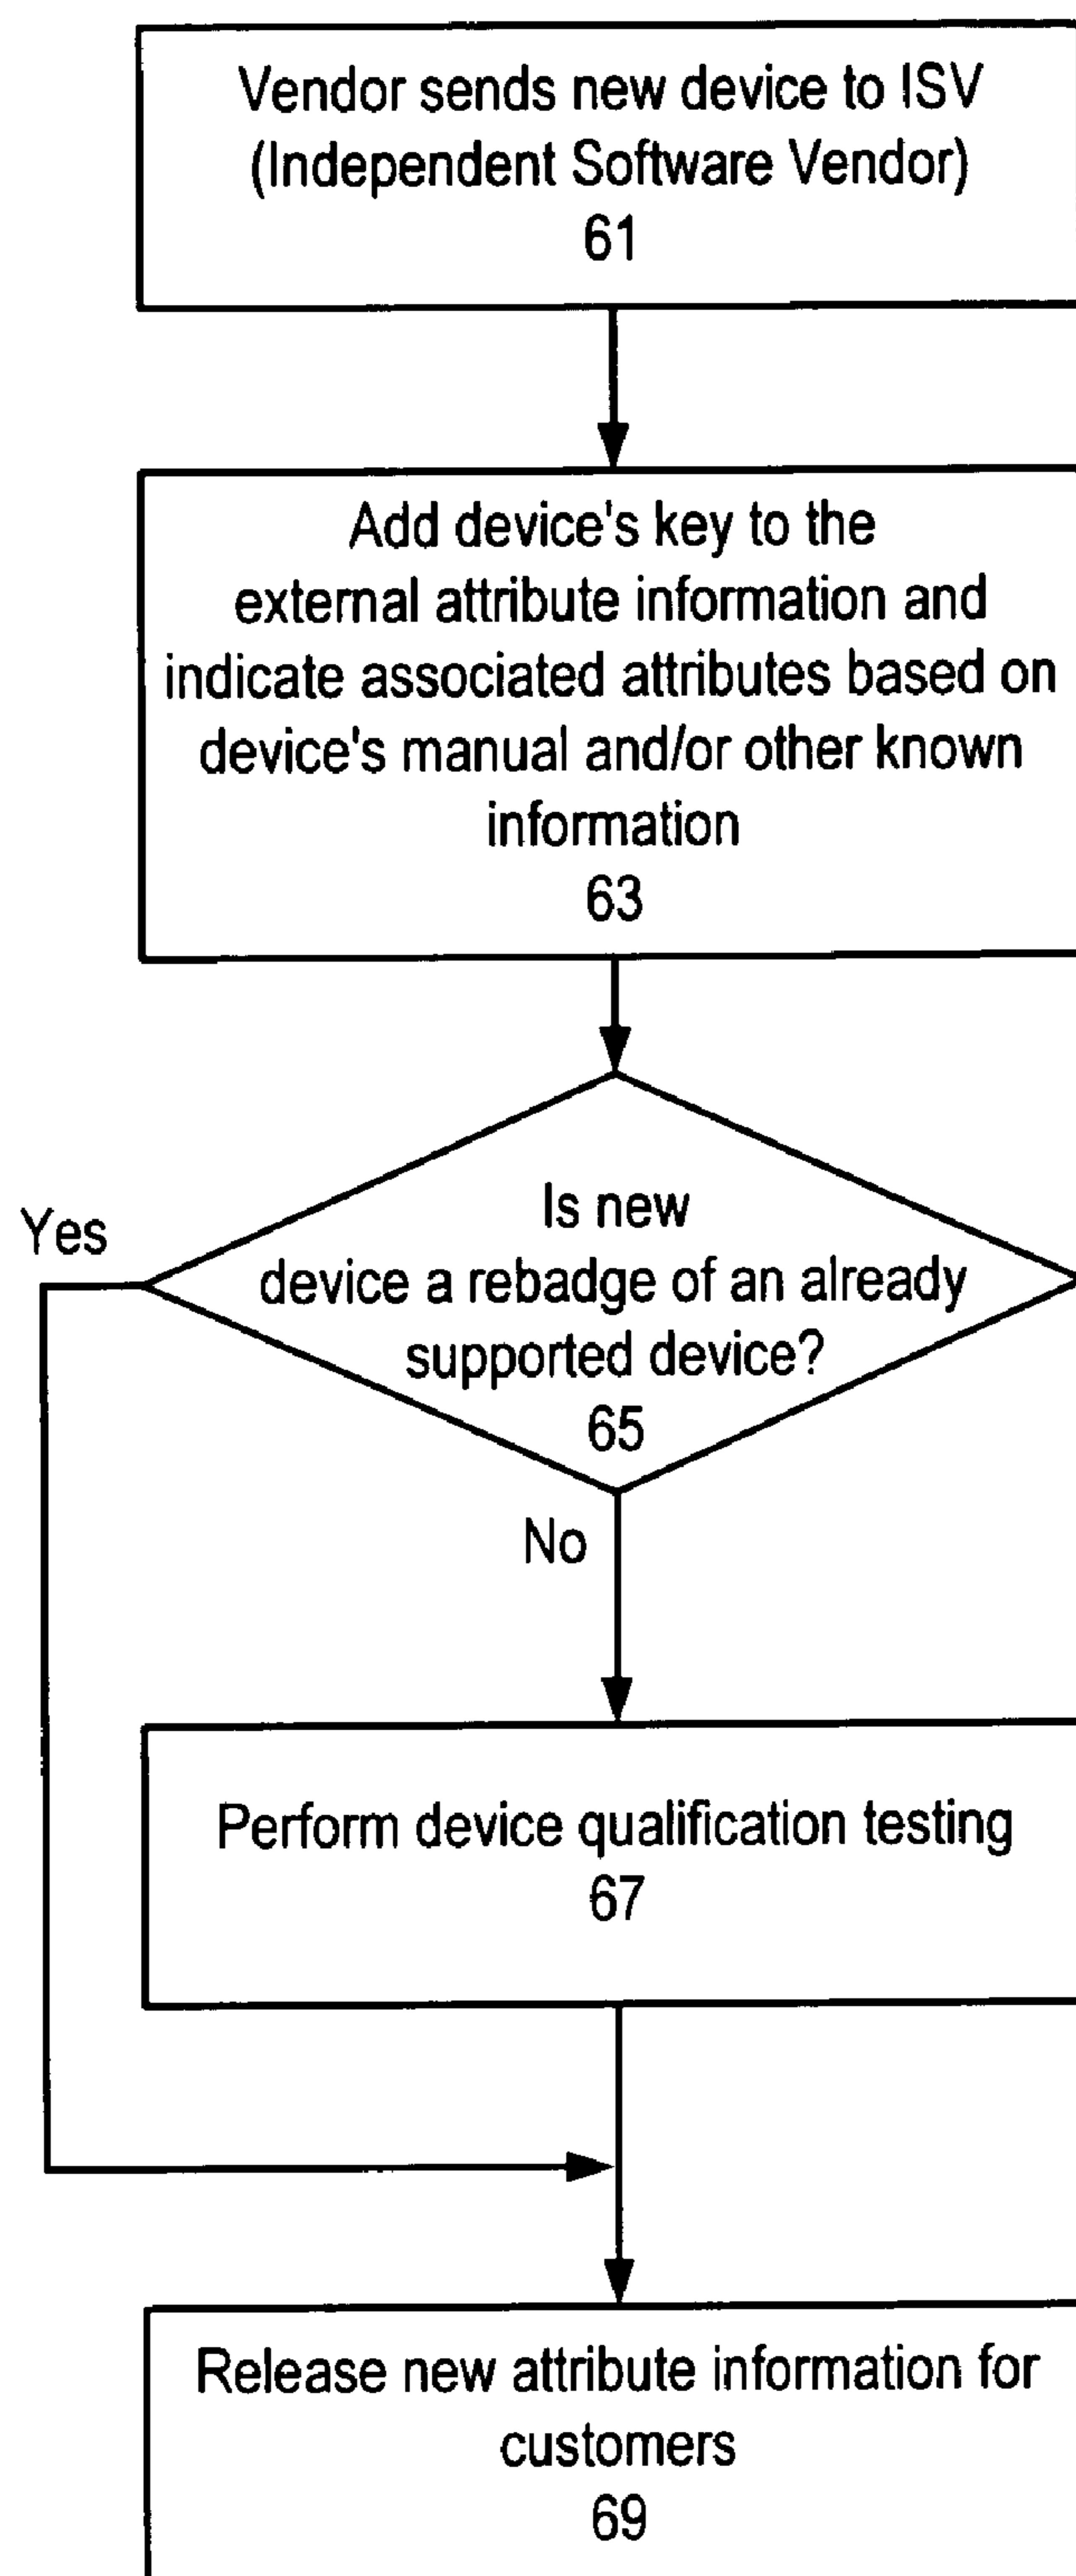 Vendor sends new device to ISV
(Independent Software Vendor)
61
Add device's key to the
external attribute information and
indicate associated attributes based on
device's manual and/or other known
information
63
Yes
Is new
device a rebadge of an already
supported device?
65
No
Perform device qualification testing
67
Release new attribute information for
customers
69